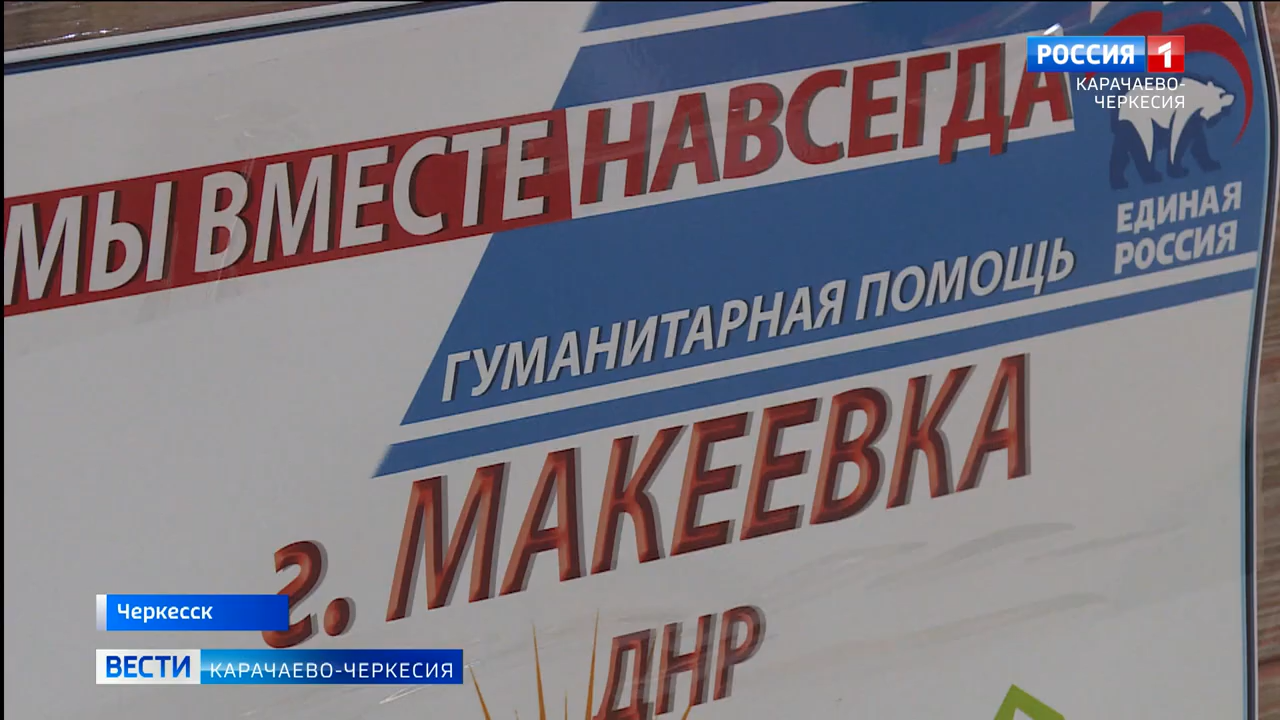 РОССИЯ 1
КАРАЧАЕВО-
ЧЕРКЕСИЯ
МЫ ВМЕСТЕ НАВСЕГДА
ЕДИНАЯ
РОССИЯ
ГУМАНИТАРНАЯ ПОМОЩЬ
г. МАКЕЕВКА
ДНР
Черкесск
ВЕСТИ КАРАЧАЕВО-ЧЕРКЕСИЯ